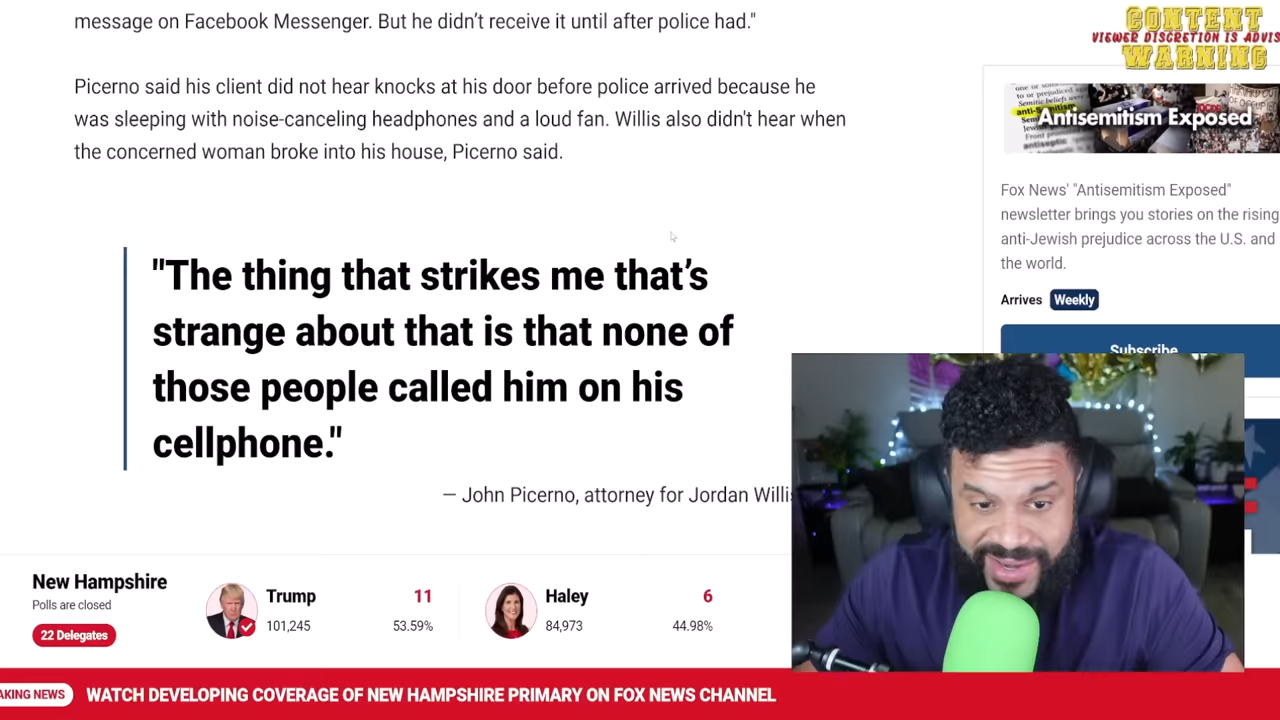 message on Facebook Messenger. But he didn’t receive it until after police had."
CONTENT
VIEWER DISCRETION IS ADVIS
WARNING
Picerno said his client did not hear knocks at his door before police arrived because he
was sleeping with noise-canceling headphones and a loud fan. Willis also didn't hear when
the concerned woman broke into his house, Picerno said.
anti-Semitism
Antisemitism Exposed
Fox News' "Antisemitism Exposed"
newsletter brings you stories on the rising
anti-Jewish prejudice across the U.S. and
the world.
Arrives Weekly
Subscribe
"The thing that strikes me that’s
strange about that is that none of
those people called him on his
cellphone."
— John Picerno, attorney for Jordan Willis
New Hampshire
Polls are closed
22 Delegates
Trump 11
101,245 53.59%
Haley 6
84,973 44.98%
AKING NEWS WATCH DEVELOPING COVERAGE OF NEW HAMPSHIRE PRIMARY ON FOX NEWS CHANNEL